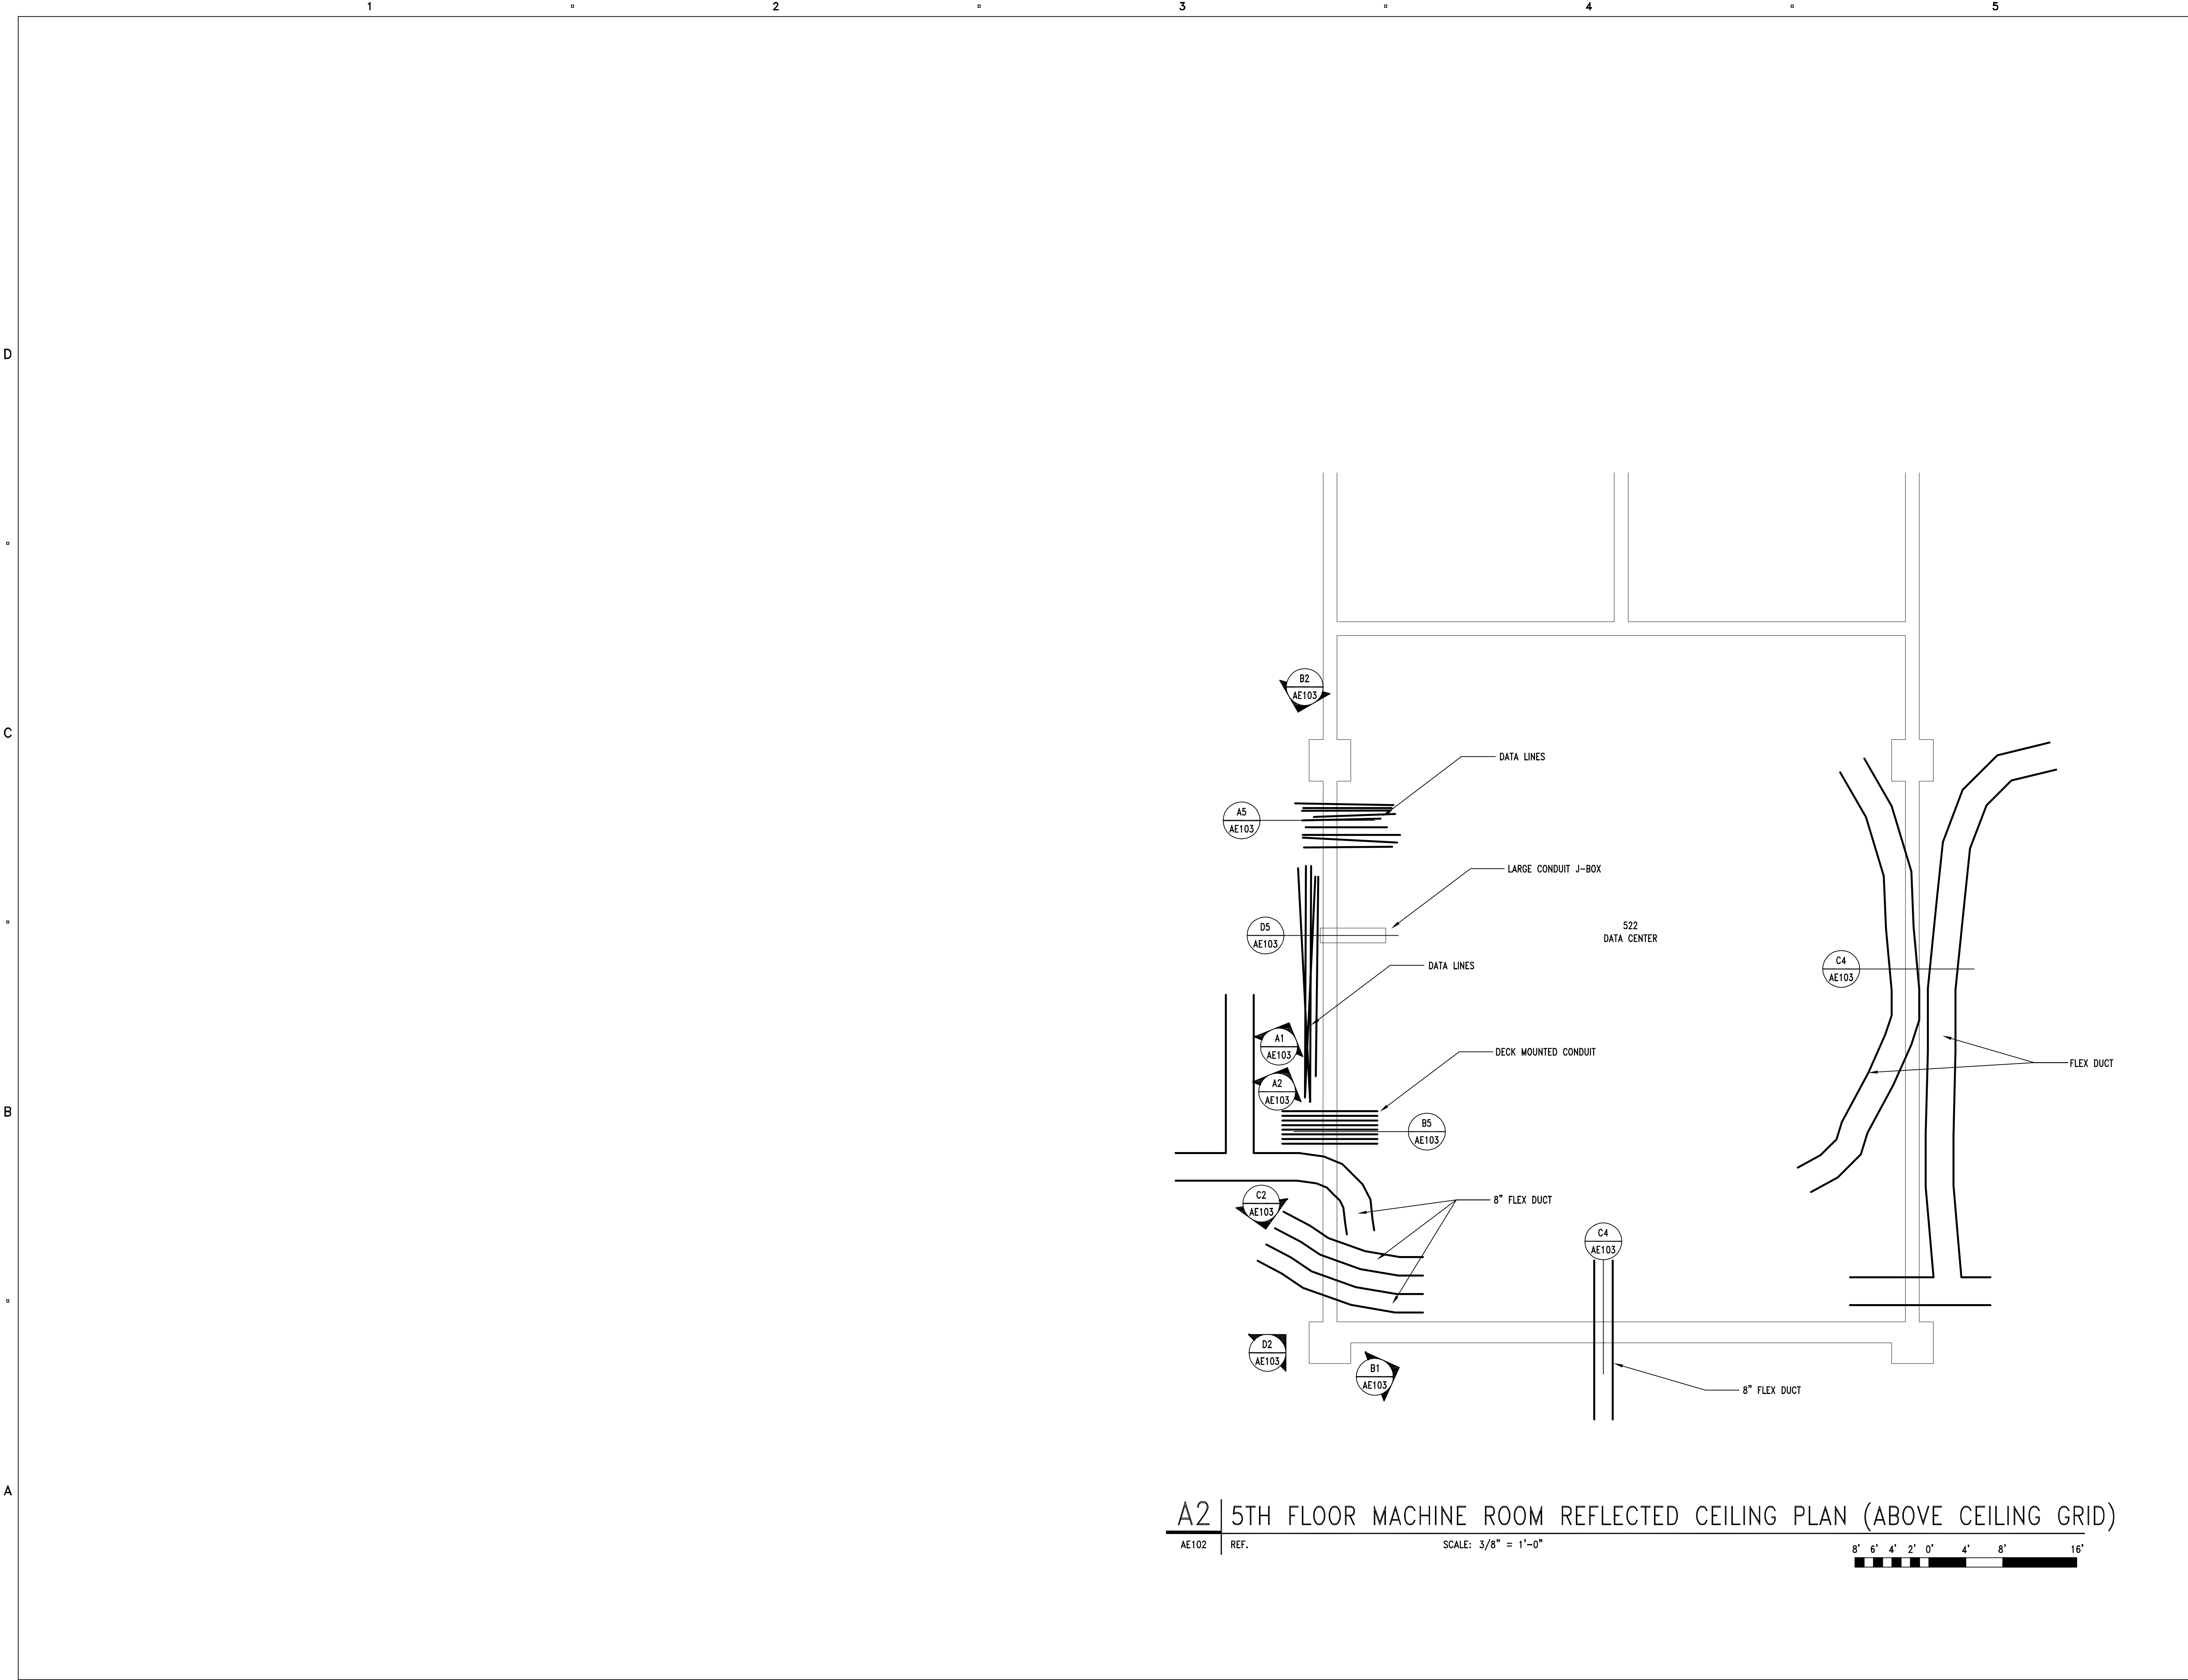 1
2
3
4
5
D
C
B
A
B2
AE103
DATA LINES
A5
AE103
LARGE CONDUIT J-BOX
D5
AE103
522
DATA CENTER
DATA LINES
C4
AE103
A1
AE103
DECK MOUNTED CONDUIT
FLEX DUCT
A2
AE103
B5
AE103
C2
AE103
8" FLEX DUCT
C4
AE103
D2
AE103
B1
AE103
8" FLEX DUCT
A2
5TH FLOOR MACHINE ROOM REFLECTED CEILING PLAN (ABOVE CEILING GRID)
AE102
REF.
SCALE: 3/8" = 1'-0"
8' 6' 4' 2' 0' 4' 8' 16'